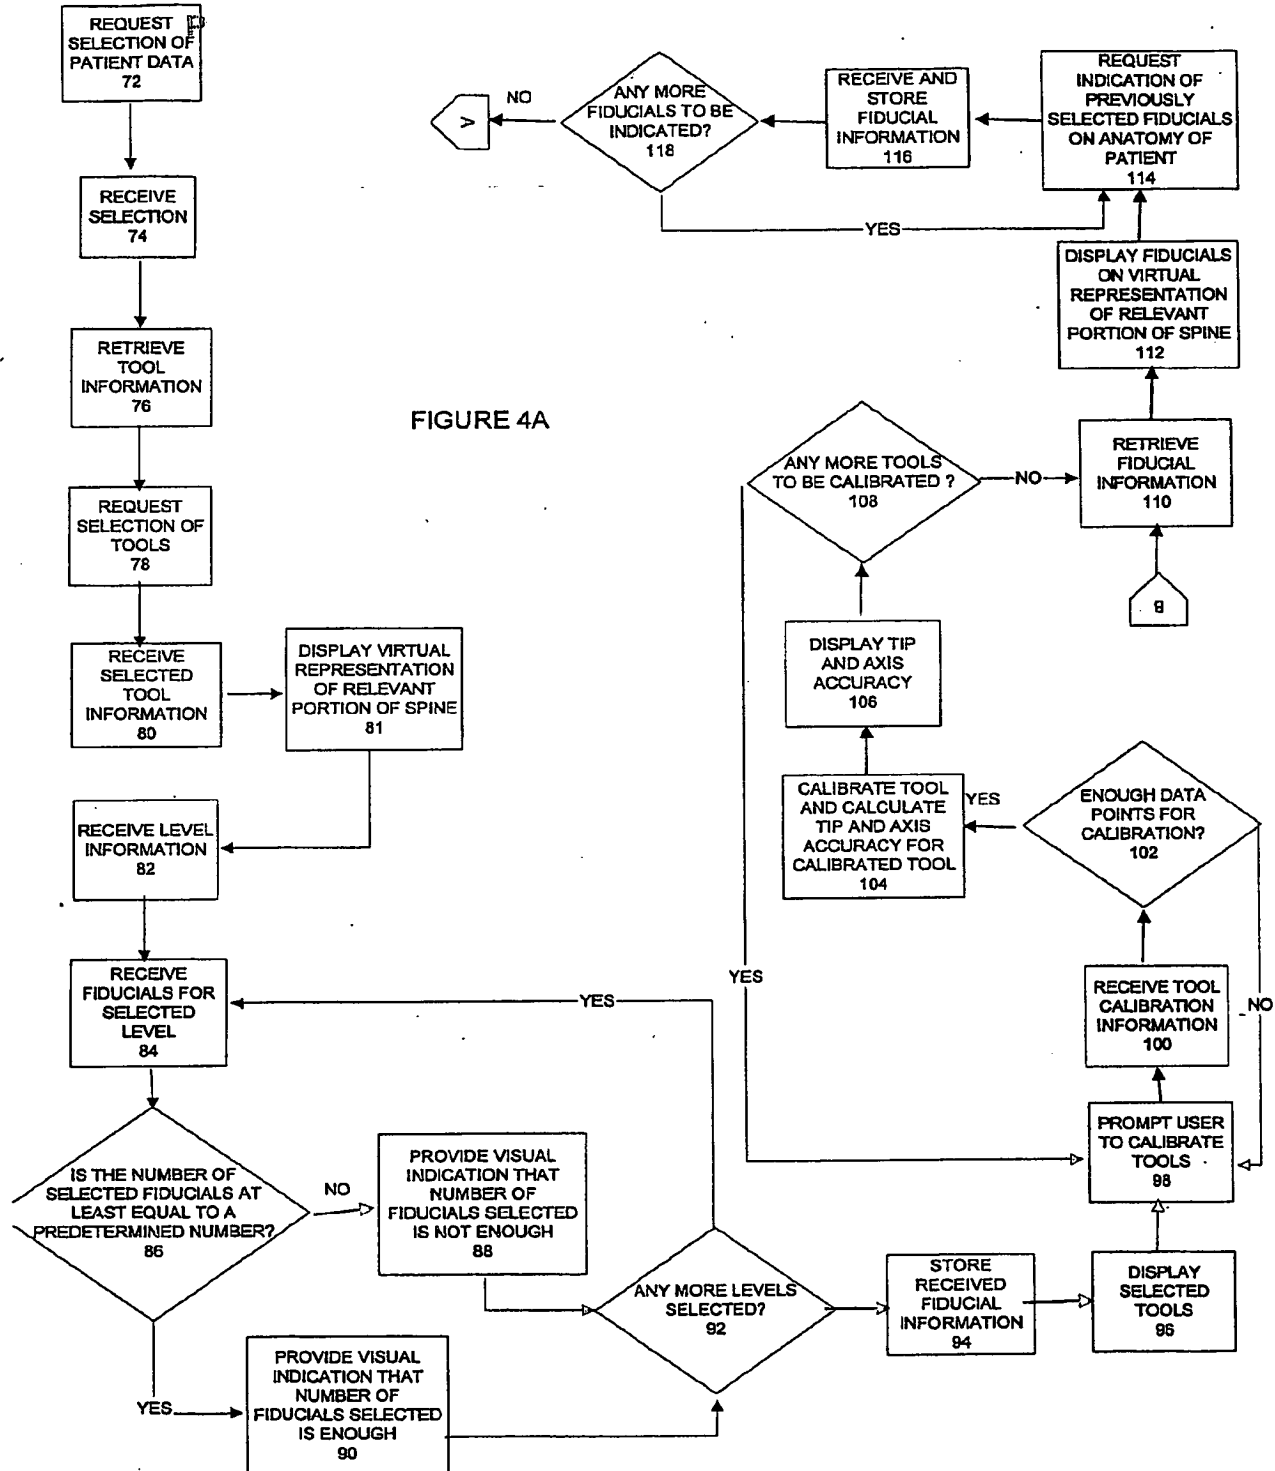 REQUEST
SELECTION OF
PATIENT DATA
72
RECEIVE
SELECTION
74
RETRIEVE
TOOL
INFORMATION
76
REQUEST
SELECTION OF
TOOLS
78
RECEIVE
SELECTED
TOOL
INFORMATION
80
DISPLAY VIRTUAL
REPRESENTATION
OF RELEVANT
PORTION OF SPINE
81
RECEIVE LEVEL
INFORMATION
82
RECEIVE
FIDUCIALS FOR
SELECTED
LEVEL
84
IS THE NUMBER OF
SELECTED FIDUCIALS AT
LEAST EQUAL TO A
PREDETERMINED NUMBER?
86
NO
PROVIDE VISUAL
INDICATION THAT
NUMBER OF
FIDUCIALS SELECTED
IS NOT ENOUGH
88
YES
PROVIDE VISUAL
INDICATION THAT
NUMBER OF
FIDUCIALS SELECTED
IS ENOUGH
90
ANY MORE LEVELS
SELECTED?
92
YES
STORE
RECEIVED
FIDUCIAL
INFORMATION
94
DISPLAY
SELECTED
TOOLS
96
PROMPT USER
TO CALIBRATE
TOOLS
98
RECEIVE TOOL
CALIBRATION
INFORMATION
100
ENOUGH DATA
POINTS FOR
CALIBRATION?
102
NO
YES
CALIBRATE TOOL
AND CALCULATE
TIP AND AXIS
ACCURACY FOR
CALIBRATED TOOL
104
DISPLAY TIP
AND AXIS
ACCURACY
106
ANY MORE TOOLS
TO BE CALIBRATED ?
108
YES
NO
RETRIEVE
FIDUCIAL
INFORMATION
110
B
DISPLAY FIDUCIALS
ON VIRTUAL
REPRESENTATION
OF RELEVANT
PORTION OF SPINE
112
REQUEST
INDICATION OF
PREVIOUSLY
SELECTED FIDUCIALS
ON ANATOMY OF
PATIENT
114
RECEIVE AND
STORE
FIDUCIAL
INFORMATION
116
ANY MORE
FIDUCIALS TO BE
INDICATED?
118
YES
NO
A
FIGURE 4A